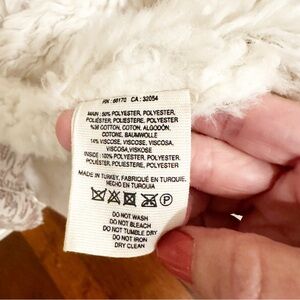 RN : 66170 CA : 32054
MAIN : 50% POLYESTER, POLYESTER,
POLIÉSTER, POLIESTERE, POLYESTER
%36 COTTON, COTON, ALGODÓN,
COTONE, BAUMWOLLE
14% VISCOSE, VISCOSE, VISCOSA,
VISCOSA, VISKOSE
INSIDE : 100% POLYESTER, POLYESTER,
POLIÉSTER, POLIESTERE, POLYESTER
MADE IN TURKEY, FABRIQUÉ EN TURQUIE,
HECHO EN TURQUIA
P
DO NOT WASH
DO NOT BLEACH
DO NOT TUMBLE DRY
DO NOT IRON
DRY CLEAN